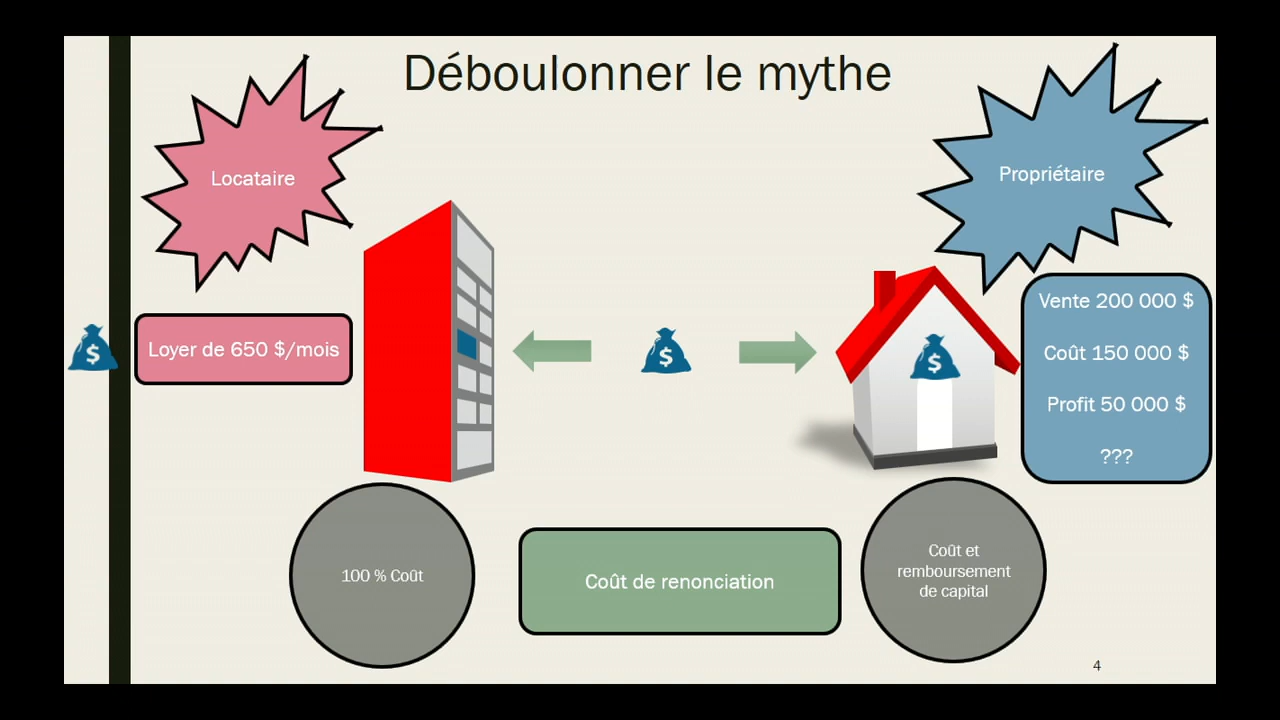 Déboulonner le mythe
Locataire
Propriétaire
Loyer de 650 $/mois
$
$
$
Vente 200 000 $
Coût 150 000 $
Profit 50 000 $
???
100 % Coût
Coût de renonciation
Coût et
remboursement
de capital
4